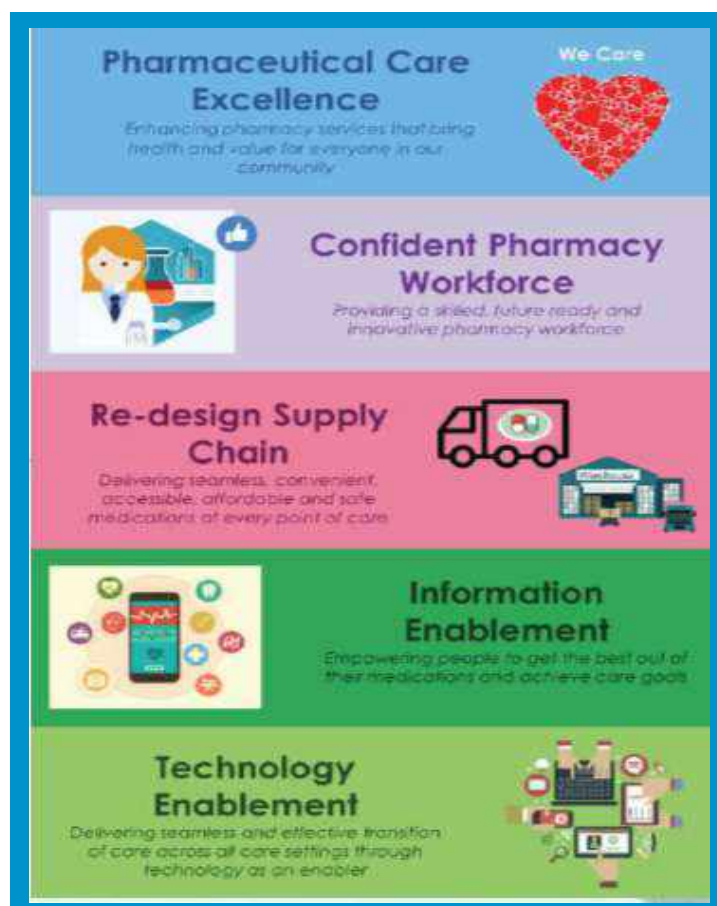 Pharmaceutical Care
Excellence
We Care
Enhancing pharmacy services that bring
health and value for everyone in our
community
Confident Pharmacy
Workforce
Providing a skilled, future ready and
innovative pharmacy workforce
Re-design Supply
Chain
Delivering seamless, convenient,
accessible, affordable and safe
medications at every point of care
Warehouse
Information
Enablement
Empowering people to get the best out of
their medications and achieve care goals
Technology
Enablement
Delivering seamless and effective transition
of care across all care settings through
technology as an enabler